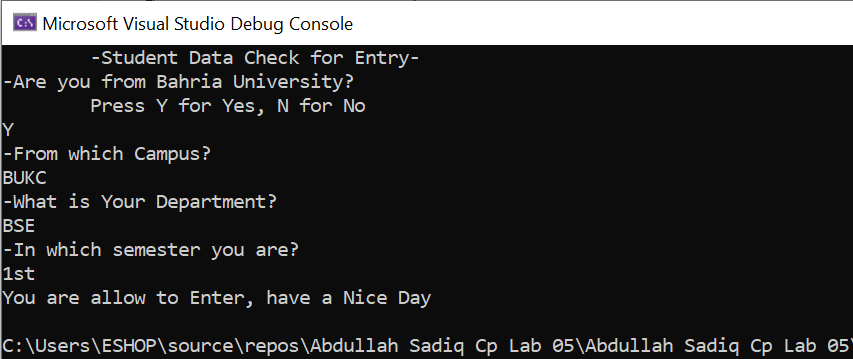 Microsoft Visual Studio Debug Console
-Student Data Check for Entry-
-Are you from Bahria University?
Press Y for Yes, N for No
Y
-From which Campus?
BUKC
-What is Your Department?
BSE
-In which semester you are?
1st
You are allow to Enter, have a Nice Day
C:\Users\ESHOP\source\repos\Abdullah Sadiq Cp Lab 05\Abdullah Sadiq Cp Lab 05\